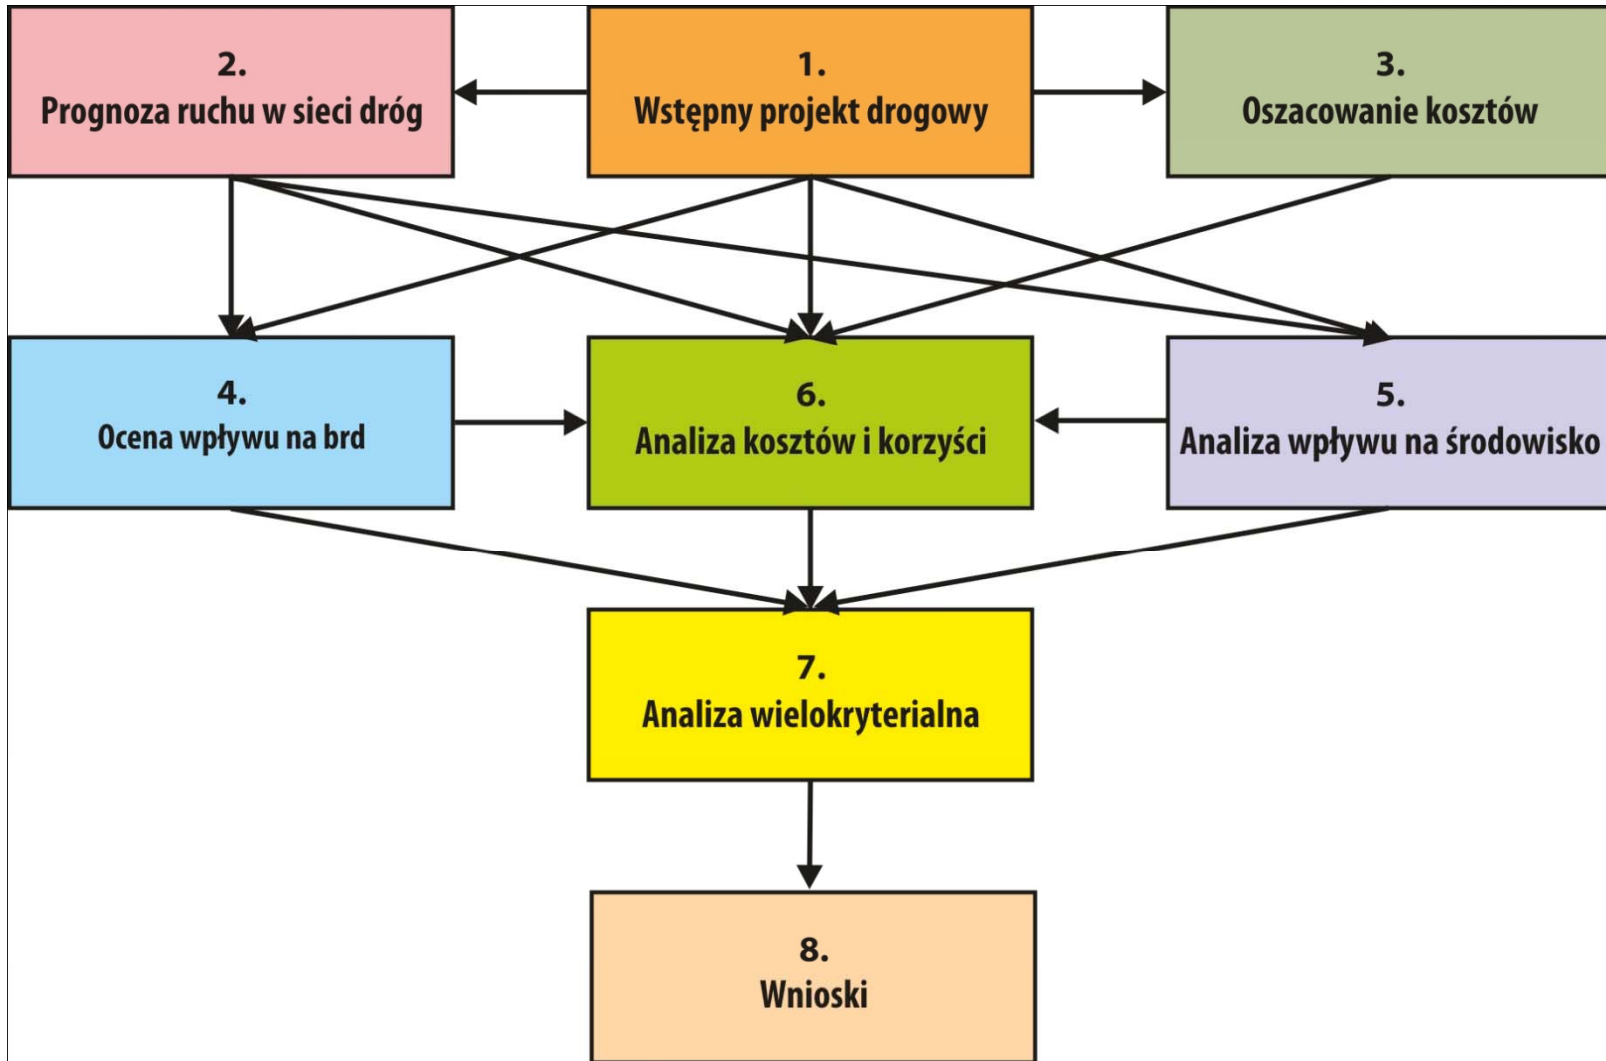 2.
Prognoza ruchu w sieci dróg
1.
Wstępny projekt drogowy
3.
Oszacowanie kosztów
4.
Ocena wpływu na brd
6.
Analiza kosztów i korzyści
5.
Analiza wpływu na środowisko
7.
Analiza wielokryterialna
8.
Wnioski